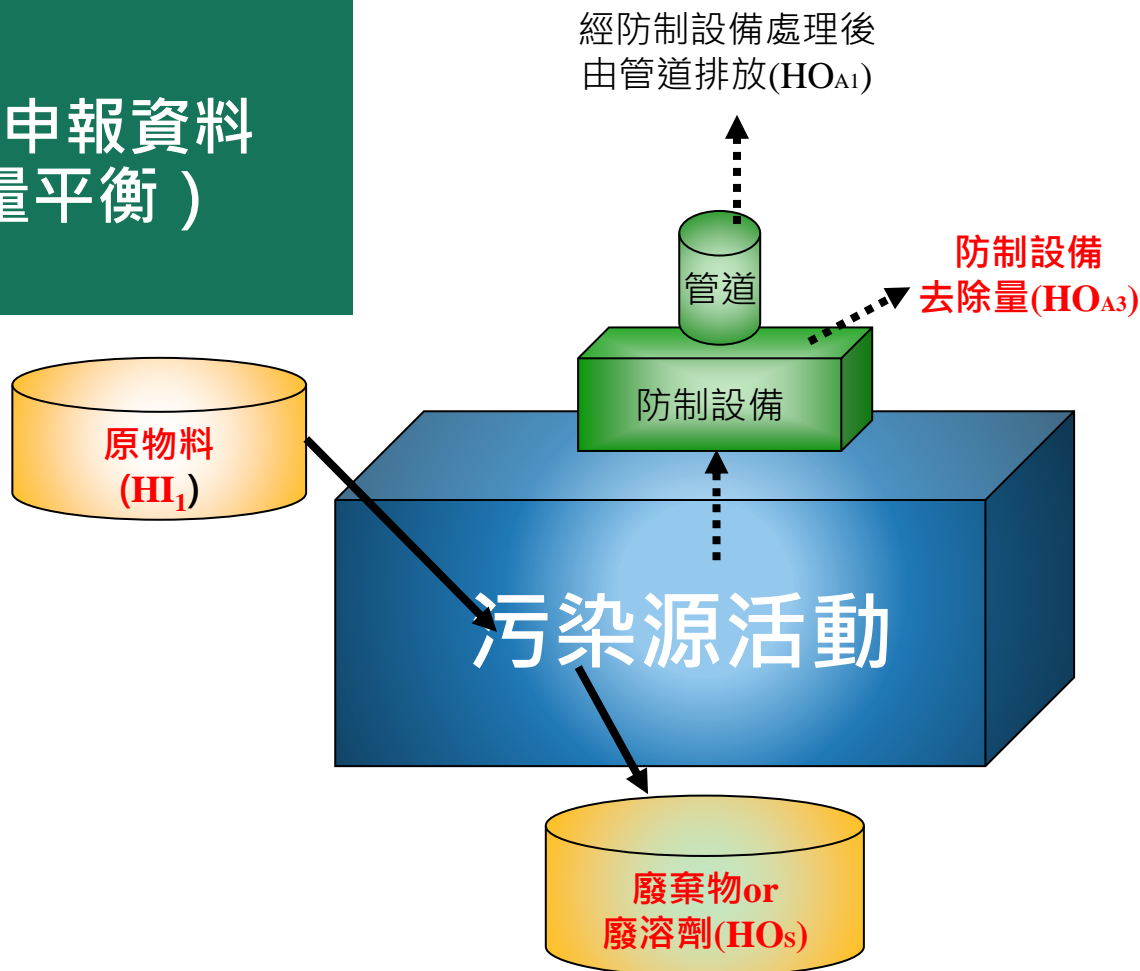 經防制設備處理後
由管道排放(HOA1)
申報資料
量平衡）
管道
防制設備
去除量(HOA3)
防制設備
原物料
(HI1)
污染源活動
廢棄物or
廢溶劑(HOS)